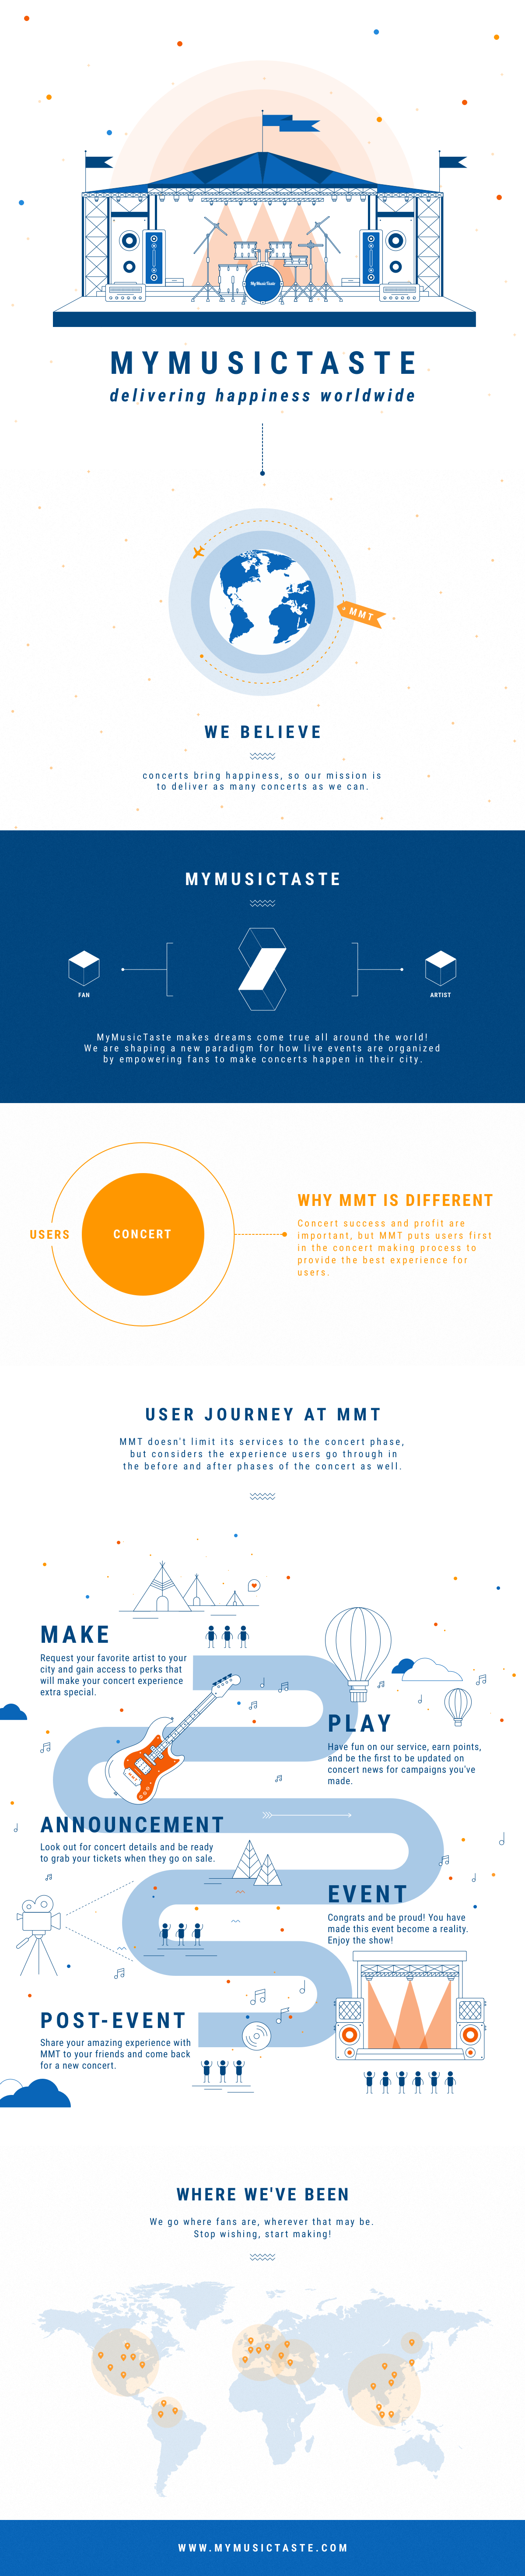 MyMusicTaste
MYMUSICTASTE
delivering happiness worldwide
MMT
WE BELIEVE
concerts bring happiness, so our mission is
to deliver as many concerts as we can.
MYMUSICTASTE
FAN
ARTIST
MyMusicTaste makes dreams come true all around the world!
We are shaping a new paradigm for how live events are organized
by empowering fans to make concerts happen in their city.
USERS
CONCERT
WHY MMT IS DIFFERENT
Concert success and profit are
important, but MMT puts users first
in the concert making process to
provide the best experience for
users.
USER JOURNEY AT MMT
MMT doesn't limit its services to the concert phase,
but considers the experience users go through in
the before and after phases of the concert as well.
MAKE
Request your favorite artist to your
city and gain access to perks that
will make your concert experience
extra special.
PLAY
Have fun on our service, earn points,
and be the first to be updated on
concert news for campaigns you've
made.
MMT
ANNOUNCEMENT
Look out for concert details and be ready
to grab your tickets when they go on sale.
EVENT
Congrats and be proud! You have
made this event become a reality.
Enjoy the show!
POST-EVENT
Share your amazing experience with
MMT to your friends and come back
for a new concert.
WHERE WE'VE BEEN
We go where fans are, wherever that may be.
Stop wishing, start making!
WWW.MYMUSICTASTE.COM